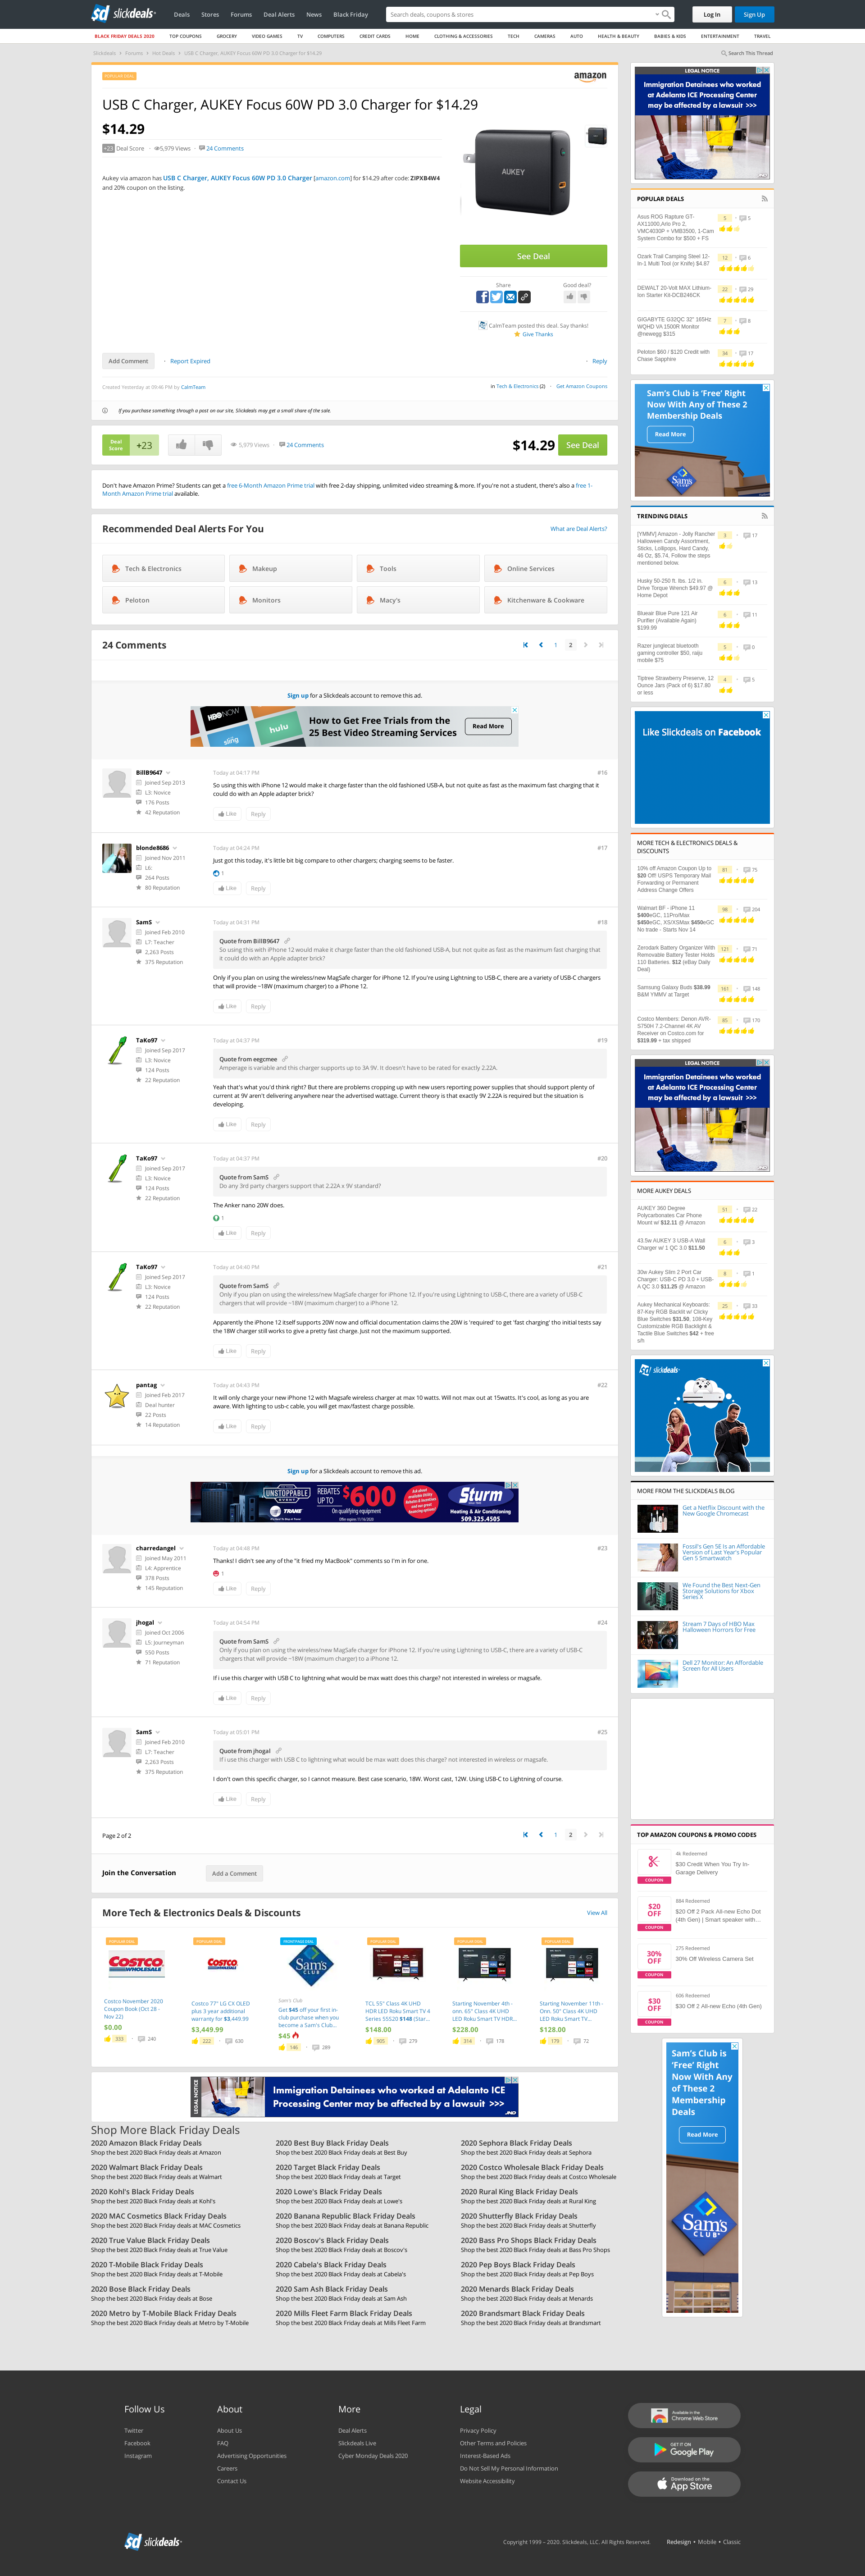 slickdeals
Deals Stores Forums Deal Alerts News Black Friday
Search deals, coupons & stores
Log In Sign Up
BLACK FRIDAY DEALS 2020 TOP COUPONS GROCERY VIDEO GAMES TV COMPUTERS CREDIT CARDS HOME CLOTHING & ACCESSORIES TECH CAMERAS AUTO HEALTH & BEAUTY BABIES & KIDS ENTERTAINMENT TRAVEL
Slickdeals Forums Hot Deals USB C Charger, AUKEY Focus 60W PD 3.0 Charger for $14.29
Search This Thread
POPULAR DEAL
amazon
USB C Charger, AUKEY Focus 60W PD 3.0 Charger for $14.29
$14.29
+23 Deal Score 5,979 Views 24 Comments
Aukey via amazon has USB C Charger, AUKEY Focus 60W PD 3.0 Charger [amazon.com] for $14.29 after code: ZIPXB4W4
and 20% coupon on the listing.
AUKEY
See Deal
Share Good deal?
CalmTeam posted this deal. Say thanks!
Give Thanks
Add Comment Report Expired Reply
Created Yesterday at 09:46 PM by CalmTeam
in Tech & Electronics (2) Get Amazon Coupons
If you purchase something through a post on our site, Slickdeals may get a small share of the sale.
Deal
Score
+23
5,979 Views 24 Comments
$14.29 See Deal
Don't have Amazon Prime? Students can get a free 6-Month Amazon Prime trial with free 2-day shipping, unlimited video streaming & more. If you're not a student, there's also a free 1-
Month Amazon Prime trial available.
Recommended Deal Alerts For You
What are Deal Alerts?
Tech & Electronics Makeup Tools Online Services
Peloton Monitors Macy's Kitchenware & Cookware
24 Comments
1 2
Sign up for a Slickdeals account to remove this ad.
HBO NOW
hulu
sling
How to Get Free Trials from the
25 Best Video Streaming Services
Read More
BillB9647
Joined Sep 2013
L3: Novice
176 Posts
42 Reputation
Today at 04:17 PM
#16
So using this with iPhone 12 would make it charge faster than the old fashioned USB-A, but not quite as fast as the maximum fast charging that it
could do with an Apple adapter brick?
Like Reply
blonde8686
Joined Nov 2011
L6:
264 Posts
80 Reputation
Today at 04:24 PM
#17
Just got this today, it's little bit big compare to other chargers; charging seems to be faster.
1
Like Reply
SamS
Joined Feb 2010
L7: Teacher
2,263 Posts
375 Reputation
Today at 04:31 PM
#18
Quote from BillB9647
So using this with iPhone 12 would make it charge faster than the old fashioned USB-A, but not quite as fast as the maximum fast charging that
it could do with an Apple adapter brick?
Only if you plan on using the wireless/new MagSafe charger for iPhone 12. If you're using Lightning to USB-C, there are a variety of USB-C chargers
that will provide ~18W (maximum charger) to a iPhone 12.
Like Reply
TaKo97
Joined Sep 2017
L3: Novice
124 Posts
22 Reputation
Today at 04:37 PM
#19
Quote from eegcmee
Amperage is variable and this charger supports up to 3A 9V. It doesn't have to be rated for exactly 2.22A.
Yeah that's what you'd think right? But there are problems cropping up with new users reporting power supplies that should support plenty of
current at 9V aren't delivering anywhere near the advertised wattage. Current theory is that exactly 9V 2.22A is required but the situation is
developing.
Like Reply
TaKo97
Joined Sep 2017
L3: Novice
124 Posts
22 Reputation
Today at 04:37 PM
#20
Quote from SamS
Do any 3rd party chargers support that 2.22A x 9V standard?
The Anker nano 20W does.
1
Like Reply
TaKo97
Joined Sep 2017
L3: Novice
124 Posts
22 Reputation
Today at 04:40 PM
#21
Quote from SamS
Only if you plan on using the wireless/new MagSafe charger for iPhone 12. If you're using Lightning to USB-C, there are a variety of USB-C
chargers that will provide ~18W (maximum charger) to a iPhone 12.
Apparently the iPhone 12 itself supports 20W now and official documentation claims the 20W is 'required' to get 'fast charging' tho initial tests say
the 18W charger still works to give a pretty fast charge. Just not the maximum supported.
Like Reply
pantag
Joined Feb 2017
Deal hunter
22 Posts
14 Reputation
Today at 04:43 PM
#22
It will only charge your new iPhone 12 with Magsafe wireless charger at max 10 watts. Will not max out at 15watts. It's cool, as long as you are
aware. With lighting to usb-c cable, you will get max/fastest charge possible.
Like Reply
Sign up for a Slickdeals account to remove this ad.
UNSTOPPABLE
EVENT
TRANE
REBATES
UP TO $600
Offer expires 11/16/2020
Sturm
Heating & Air Conditioning
509.325.4505
charredangel
Joined May 2011
L4: Apprentice
378 Posts
145 Reputation
Today at 04:48 PM
#23
Thanks! I didn't see any of the "it fried my MacBook" comments so I'm in for one.
1
Like Reply
jhogal
Joined Oct 2006
L5: Journeyman
550 Posts
71 Reputation
Today at 04:54 PM
#24
Quote from SamS
Only if you plan on using the wireless/new MagSafe charger for iPhone 12. If you're using Lightning to USB-C, there are a variety of USB-C
chargers that will provide ~18W (maximum charger) to a iPhone 12.
If i use this charger with USB C to lightning what would be max watt does this charge? not interested in wireless or magsafe.
Like Reply
SamS
Joined Feb 2010
L7: Teacher
2,263 Posts
375 Reputation
Today at 05:01 PM
#25
Quote from jhogal
If i use this charger with USB C to lightning what would be max watt does this charge? not interested in wireless or magsafe.
I don't own this specific charger, so I cannot measure. Best case scenario, 18W. Worst cast, 12W. Using USB-C to Lightning of course.
Like Reply
Page 2 of 2
1 2
Join the Conversation Add a Comment
More Tech & Electronics Deals & Discounts
View All
POPULAR DEAL
COSTCO WHOLESALE
Costco November 2020
Coupon Book (Oct 28 -
Nov 22)
$0.00
333 240
POPULAR DEAL
COSTCO WHOLESALE
Costco 77" LG CX OLED
plus 3 year additional
warranty for $3,449.99
$3,449.99
222 630
FRONTPAGE DEAL
Sam's Club
Sam's Club
Get $45 off your first in-
club purchase when you
become a Sam's Club...
$45
146 289
POPULAR DEAL
TCL 55" Class 4K UHD
HDR LED Roku Smart TV 4
Series 55S20 $148 (Star...
$148.00
905 279
POPULAR DEAL
Starting November 4th -
onn. 65" Class 4K UHD
LED Roku Smart TV HDR...
$228.00
314 178
POPULAR DEAL
Starting November 11th -
Onn. 50" Class 4K UHD
LED Roku Smart TV...
$128.00
179 72
LEGAL NOTICE
Immigration Detainees who worked at Adelanto ICE
Processing Center may be affected by a lawsuit >>>
JND
Shop More Black Friday Deals
2020 Amazon Black Friday Deals
Shop the best 2020 Black Friday deals at Amazon
2020 Best Buy Black Friday Deals
Shop the best 2020 Black Friday deals at Best Buy
2020 Sephora Black Friday Deals
Shop the best 2020 Black Friday deals at Sephora
2020 Walmart Black Friday Deals
Shop the best 2020 Black Friday deals at Walmart
2020 Target Black Friday Deals
Shop the best 2020 Black Friday deals at Target
2020 Costco Wholesale Black Friday Deals
Shop the best 2020 Black Friday deals at Costco Wholesale
2020 Kohl's Black Friday Deals
Shop the best 2020 Black Friday deals at Kohl's
2020 Lowe's Black Friday Deals
Shop the best 2020 Black Friday deals at Lowe's
2020 Rural King Black Friday Deals
Shop the best 2020 Black Friday deals at Rural King
2020 MAC Cosmetics Black Friday Deals
Shop the best 2020 Black Friday deals at MAC Cosmetics
2020 Banana Republic Black Friday Deals
Shop the best 2020 Black Friday deals at Banana Republic
2020 Shutterfly Black Friday Deals
Shop the best 2020 Black Friday deals at Shutterfly
2020 True Value Black Friday Deals
Shop the best 2020 Black Friday deals at True Value
2020 Boscov's Black Friday Deals
Shop the best 2020 Black Friday deals at Boscov's
2020 Bass Pro Shops Black Friday Deals
Shop the best 2020 Black Friday deals at Bass Pro Shops
2020 T-Mobile Black Friday Deals
Shop the best 2020 Black Friday deals at T-Mobile
2020 Cabela's Black Friday Deals
Shop the best 2020 Black Friday deals at Cabela's
2020 Pep Boys Black Friday Deals
Shop the best 2020 Black Friday deals at Pep Boys
2020 Bose Black Friday Deals
Shop the best 2020 Black Friday deals at Bose
2020 Sam Ash Black Friday Deals
Shop the best 2020 Black Friday deals at Sam Ash
2020 Menards Black Friday Deals
Shop the best 2020 Black Friday deals at Menards
2020 Metro by T-Mobile Black Friday Deals
Shop the best 2020 Black Friday deals at Metro by T-Mobile
2020 Mills Fleet Farm Black Friday Deals
Shop the best 2020 Black Friday deals at Mills Fleet Farm
2020 Brandsmart Black Friday Deals
Shop the best 2020 Black Friday deals at Brandsmart
LEGAL NOTICE
Immigration Detainees who worked
at Adelanto ICE Processing Center
may be affected by a lawsuit >>>
JND
POPULAR DEALS
Asus ROG Rapture GT-
AX11000,Arlo Pro 2,
VMC4030P + VMB3500, 1-Cam
System Combo for $500 + FS
5 5
Ozark Trail Camping Steel 12-
In-1 Multi Tool (or Knife) $4.87
12 6
DEWALT 20-Volt MAX Lithium-
Ion Starter Kit-DCB246CK
22 29
GIGABYTE G32QC 32" 165Hz
WQHD VA 1500R Monitor
@newegg $315
7 8
Peloton $60 / $120 Credit with
Chase Sapphire
34 17
Sam's Club is 'Free' Right
Now With Any of These 2
Membership Deals
Read More
Sam's CLUB
TRENDING DEALS
[YMMV] Amazon - Jolly Rancher
Halloween Candy Assortment,
Sticks, Lollipops, Hard Candy,
46 Oz, $5.74, Follow the steps
mentioned below.
3 17
Husky 50-250 ft. lbs. 1/2 in.
Drive Torque Wrench $49.97 @
Home Depot
6 13
Blueair Blue Pure 121 Air
Purifier (Available Again)
$199.99
6 11
Razer junglecat bluetooth
gaming controller $50, raiju
mobile $75
5 0
Tiptree Strawberry Preserve, 12
Ounce Jars (Pack of 6) $17.80
or less
4 5
Like Slickdeals on Facebook
MORE TECH & ELECTRONICS DEALS &
DISCOUNTS
10% off Amazon Coupon Up to
$20 Off! USPS Temporary Mail
Forwarding or Permanent
Address Change Offers
81 75
Walmart BF - iPhone 11
$400eGC, 11Pro/Max
$450eGC, XS/XSMax $450eGC
No trade - Starts Nov 14
98 204
Zerodark Battery Organizer With
Removable Battery Tester Holds
110 Batteries. $12 (eBay Daily
Deal)
121 71
Samsung Galaxy Buds $38.99
B&M YMMV at Target
161 148
Costco Members: Denon AVR-
S750H 7.2-Channel 4K AV
Receiver on Costco.com for
$319.99 + tax shipped
85 170
LEGAL NOTICE
Immigration Detainees who worked
at Adelanto ICE Processing Center
may be affected by a lawsuit >>>
JND
MORE AUKEY DEALS
AUKEY 360 Degree
Polycarbonates Car Phone
Mount w/ $12.11 @ Amazon
51 22
43.5w AUKEY 3 USB-A Wall
Charger w/ 1 QC 3.0 $11.50
6 3
30w Aukey Slim 2 Port Car
Charger: USB-C PD 3.0 + USB-
A QC 3.0 $11.25 @ Amazon
8 1
Aukey Mechanical Keyboards:
87-Key RGB Backlit w/ Clicky
Blue Switches $31.50, 108-Key
Customizable RGB Backlight &
Tactile Blue Switches $42 + free
s/h
25 33
slickdeals
MORE FROM THE SLICKDEALS BLOG
Get a Netflix Discount with the
New Google Chromecast
Fossil's Gen 5E Is an Affordable
Version of Last Year's Popular
Gen 5 Smartwatch
We Found the Best Next-Gen
Storage Solutions for Xbox
Series X
Stream 7 Days of HBO Max
Halloween Horrors for Free
Dell 27 Monitor: An Affordable
Screen for All Users
TOP AMAZON COUPONS & PROMO CODES
4k Redeemed
$30 Credit When You Try In-
Garage Delivery
COUPON
$20
OFF
COUPON
884 Redeemed
$20 Off 2 Pack All-new Echo Dot
(4th Gen) | Smart speaker with...
30%
OFF
COUPON
275 Redeemed
30% Off Wireless Camera Set
$30
OFF
COUPON
606 Redeemed
$30 Off 2 All-new Echo (4th Gen)
Sam's Club is
'Free' Right
Now With Any
of These 2
Membership
Deals
Read More
Sam's CLUB
Follow Us
Twitter
Facebook
Instagram
About
About Us
FAQ
Advertising Opportunities
Careers
Contact Us
More
Deal Alerts
Slickdeals Live
Cyber Monday Deals 2020
Legal
Privacy Policy
Other Terms and Policies
Interest-Based Ads
Do Not Sell My Personal Information
Website Accessibility
Available in the
Chrome Web Store
GET IT ON
Google Play
Download on the
App Store
slickdeals
Copyright 1999 – 2020. Slickdeals, LLC. All Rights Reserved. Redesign • Mobile • Classic